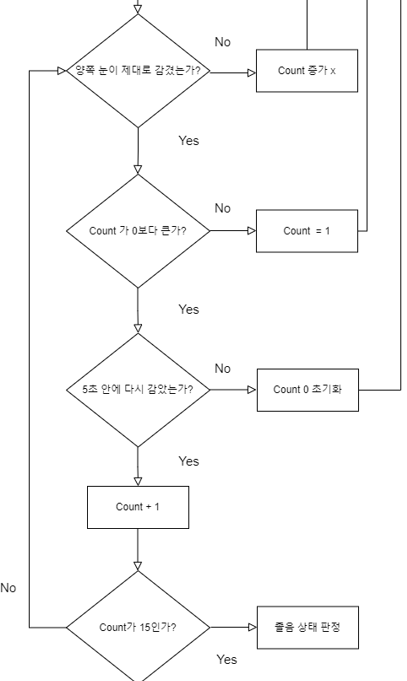 No
양쪽 눈이 제대로 감겼는가?
Count 증가 x
Yes
No
Count 가 0보다 큰가?
Count = 1
Yes
No
5초 안에 다시 감았는가?
Count 0 초기화
Yes
Count + 1
No
Count가 15인가?
졸음 상태 판정
Yes